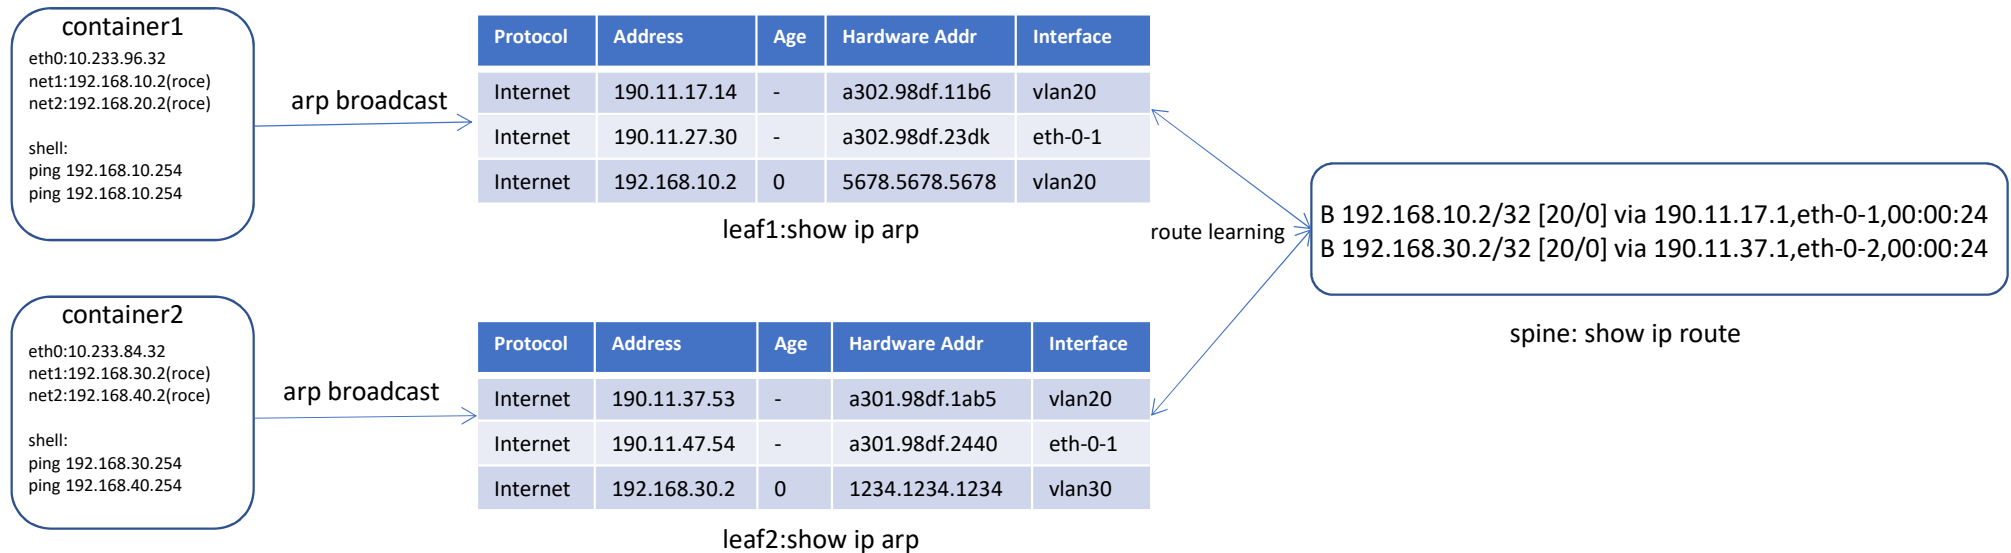 container1
eth0:10.233.96.32
net1:192.168.10.2(roce)
net2:192.168.20.2(roce)
shell:
ping 192.168.10.254
ping 192.168.10.254
arp broadcast
Protocol Address Age Hardware Addr Interface
Internet 190.11.17.14 - a302.98df.11b6 vlan20
Internet 190.11.27.30 - a302.98df.23dk eth-0-1
Internet 192.168.10.2 0 5678.5678.5678 vlan20
leaf1:show ip arp
route learning
B 192.168.10.2/32 [20/0] via 190.11.17.1,eth-0-1,00:00:24
B 192.168.30.2/32 [20/0] via 190.11.37.1,eth-0-2,00:00:24
spine: show ip route
container2
eth0:10.233.84.32
net1:192.168.30.2(roce)
net2:192.168.40.2(roce)
shell:
ping 192.168.30.254
ping 192.168.40.254
arp broadcast
Protocol Address Age Hardware Addr Interface
Internet 190.11.37.53 - a301.98df.1ab5 vlan20
Internet 190.11.47.54 - a301.98df.2440 eth-0-1
Internet 192.168.30.2 0 1234.1234.1234 vlan30
leaf2:show ip arp